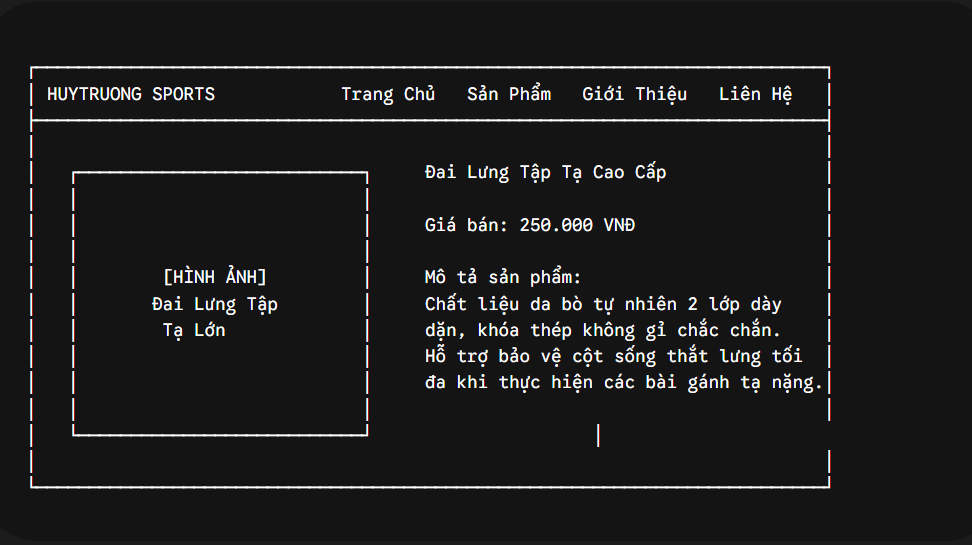 HUYTRUONG SPORTS Trang Chủ Sản Phẩm Giới Thiệu Liên Hệ
Đai Lưng Tập Tạ Cao Cấp
Giá bán: 250.000 VNĐ
[HÌNH ẢNH]
Đai Lưng Tập
Tạ Lớn
Mô tả sản phẩm:
Chất liệu da bò tự nhiên 2 lớp dày
dặn, khóa thép không gỉ chắc chắn.
Hỗ trợ bảo vệ cột sống thắt lưng tối
đa khi thực hiện các bài gánh tạ nặng.